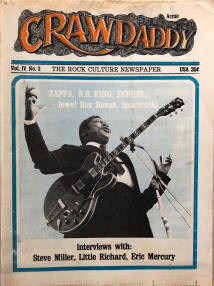 Acme
CRAWDADDY
Vol. IV No. 2 THE ROCK CULTURE NEWSPAPER USA 35¢
ZAPPA, B.B. KING, ZEPHYR,
Jewel Box Revue, Spacerock
Interviews with:
Steve Miller, Little Richard, Eric Mercury